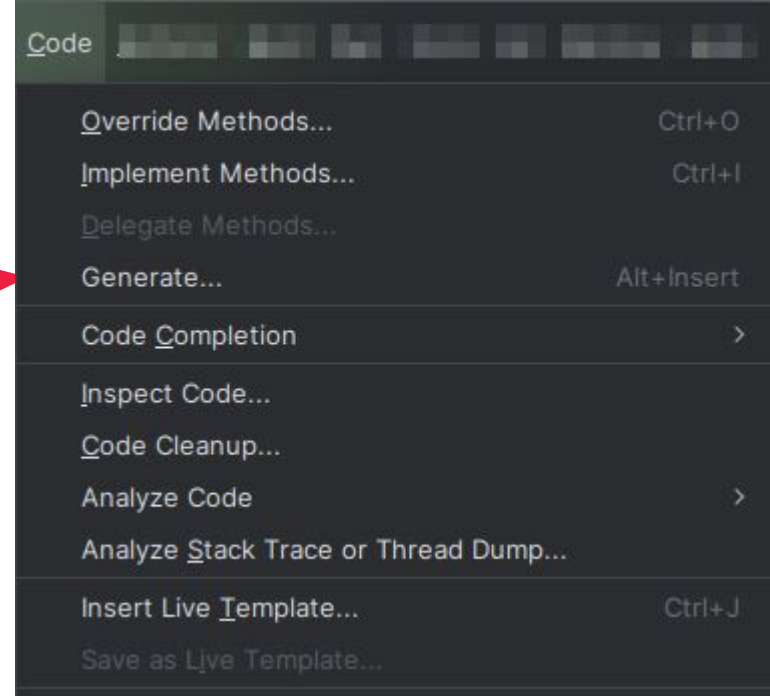 Code
Override Methods... Ctrl+O
Implement Methods... Ctrl+I
Delegate Methods...
Generate... Alt+Insert
Code Completion >
Inspect Code...
Code Cleanup...
Analyze Code >
Analyze Stack Trace or Thread Dump...
Insert Live Template... Ctrl+J
Save as Live Template...